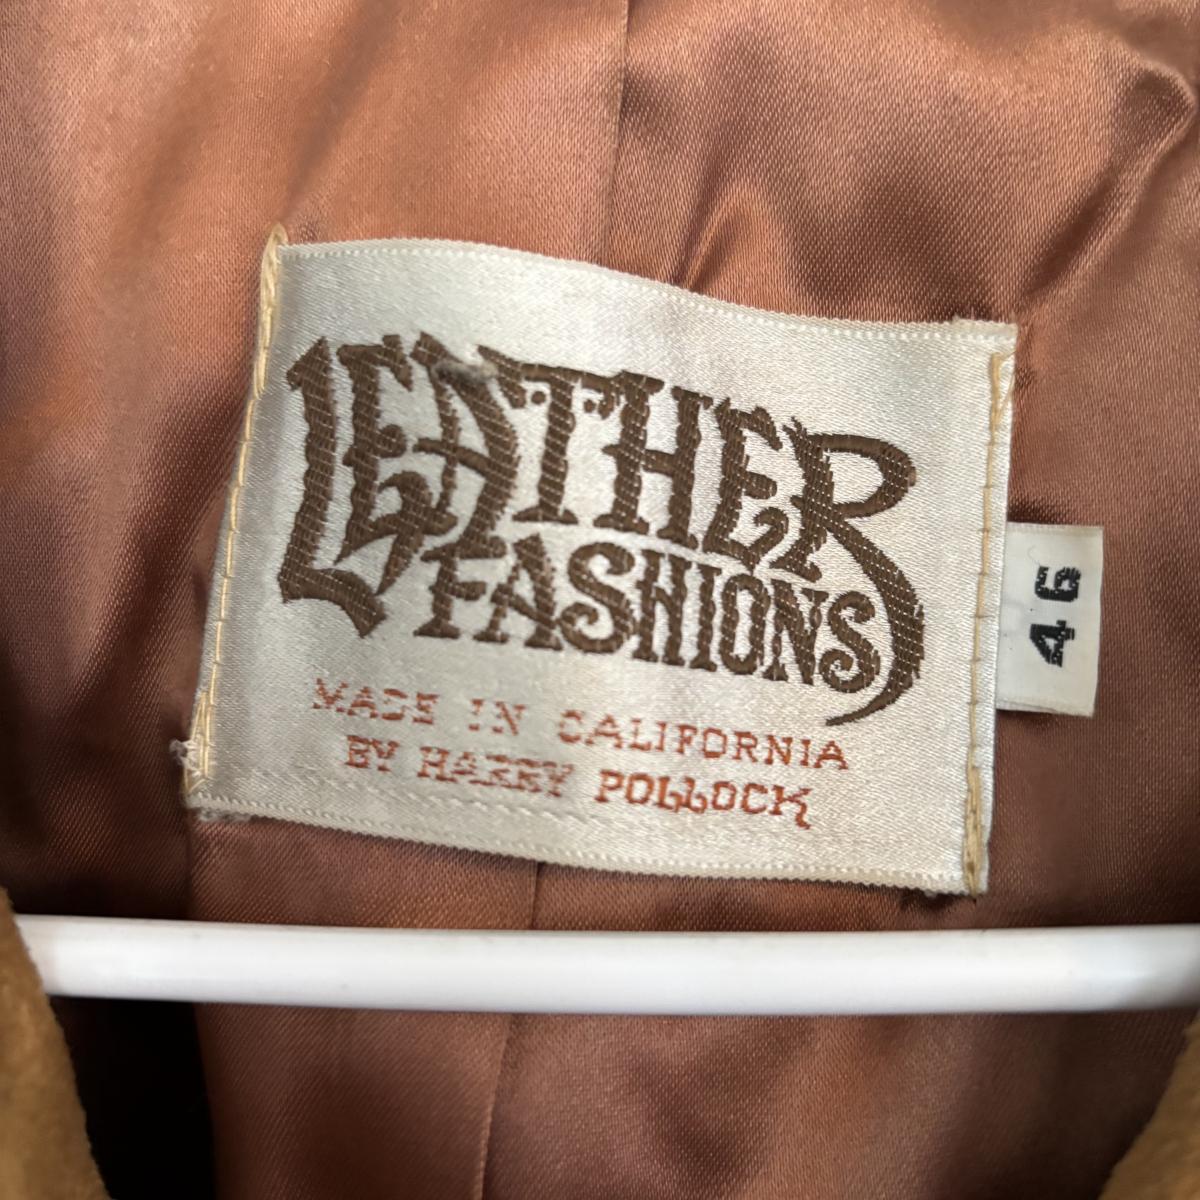 LEATHER
FASHIONS
MADE IN CALIFORNIA
BY HARRY POLLOCK
46